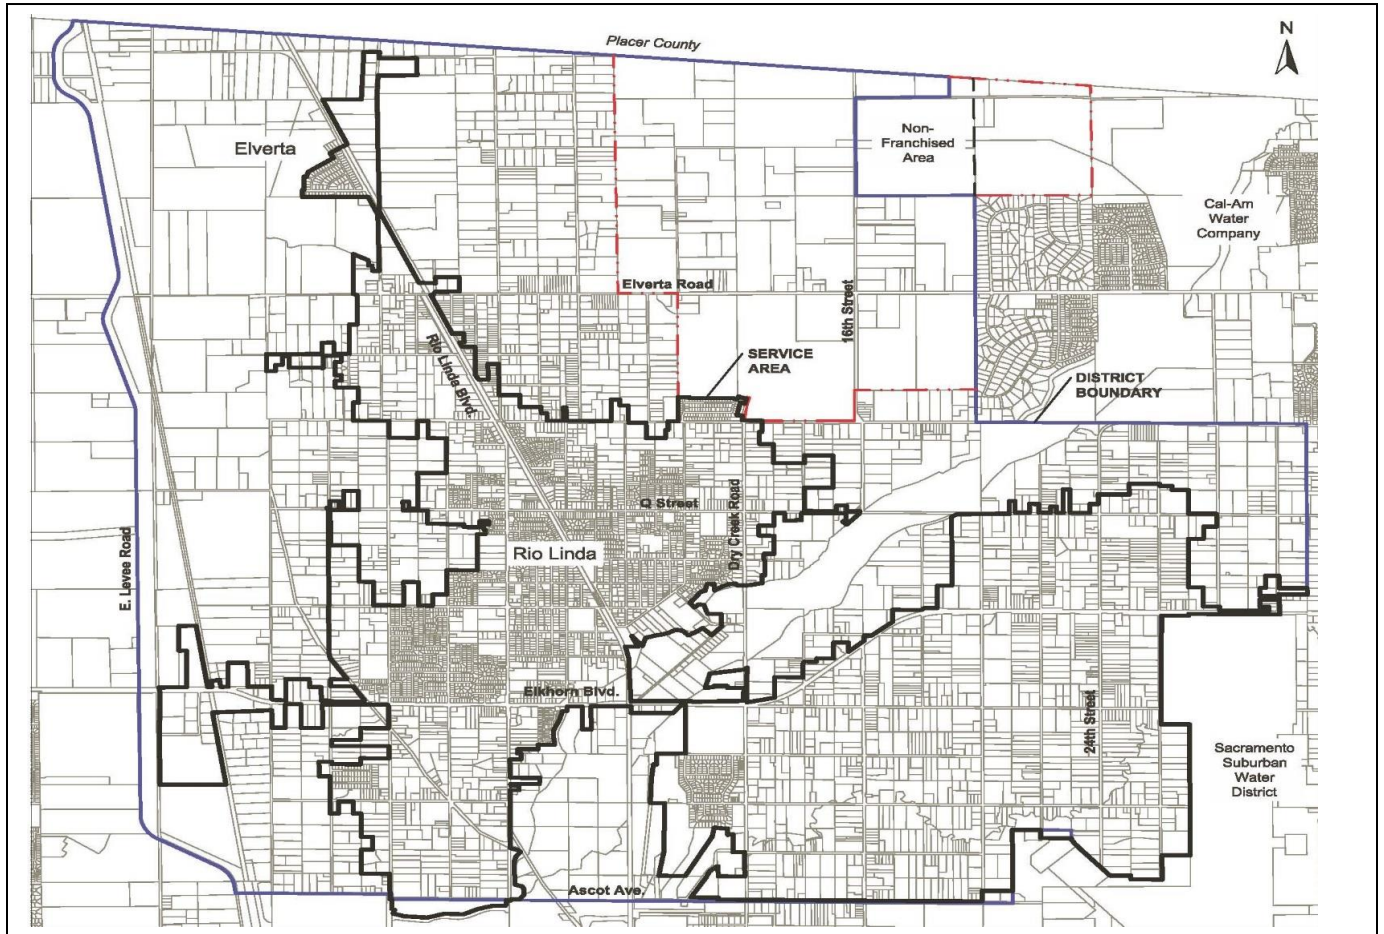 Placer County
N
Non-
Franchised
Area
Elverta
Cal-Am
Water
Company
Elverta Road
16th Street
Rio Linda Blvd.
SERVICE
AREA
DISTRICT
BOUNDARY
Q Street
Dry Creek Road
Rio Linda
E. Levee Road
Elkhorn Blvd.
24th Street
Sacramento
Suburban
Water
District
Ascot Ave.